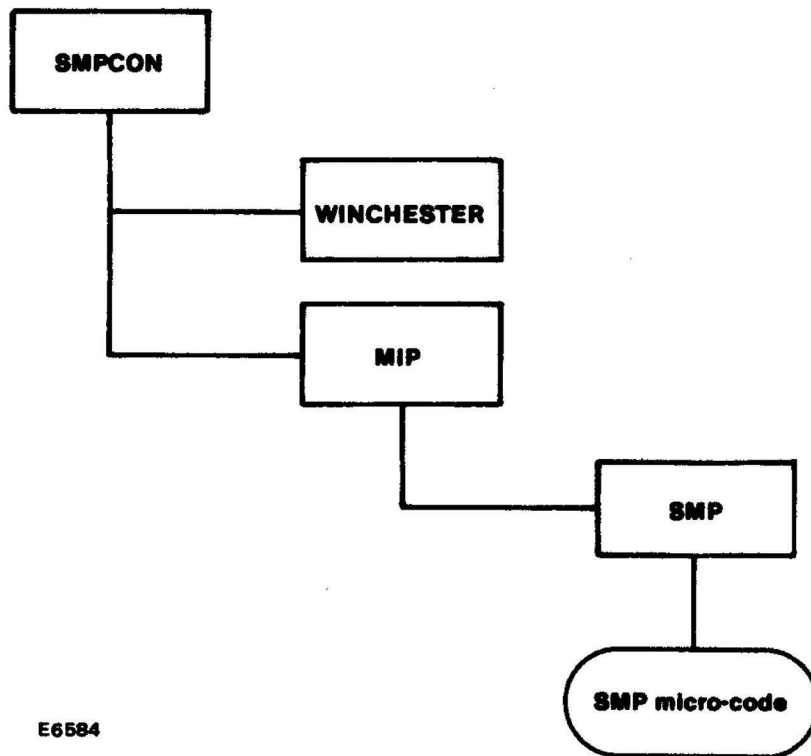 SMPCON
WINCHESTER
MIP
SMP
SMP micro-code
E6584